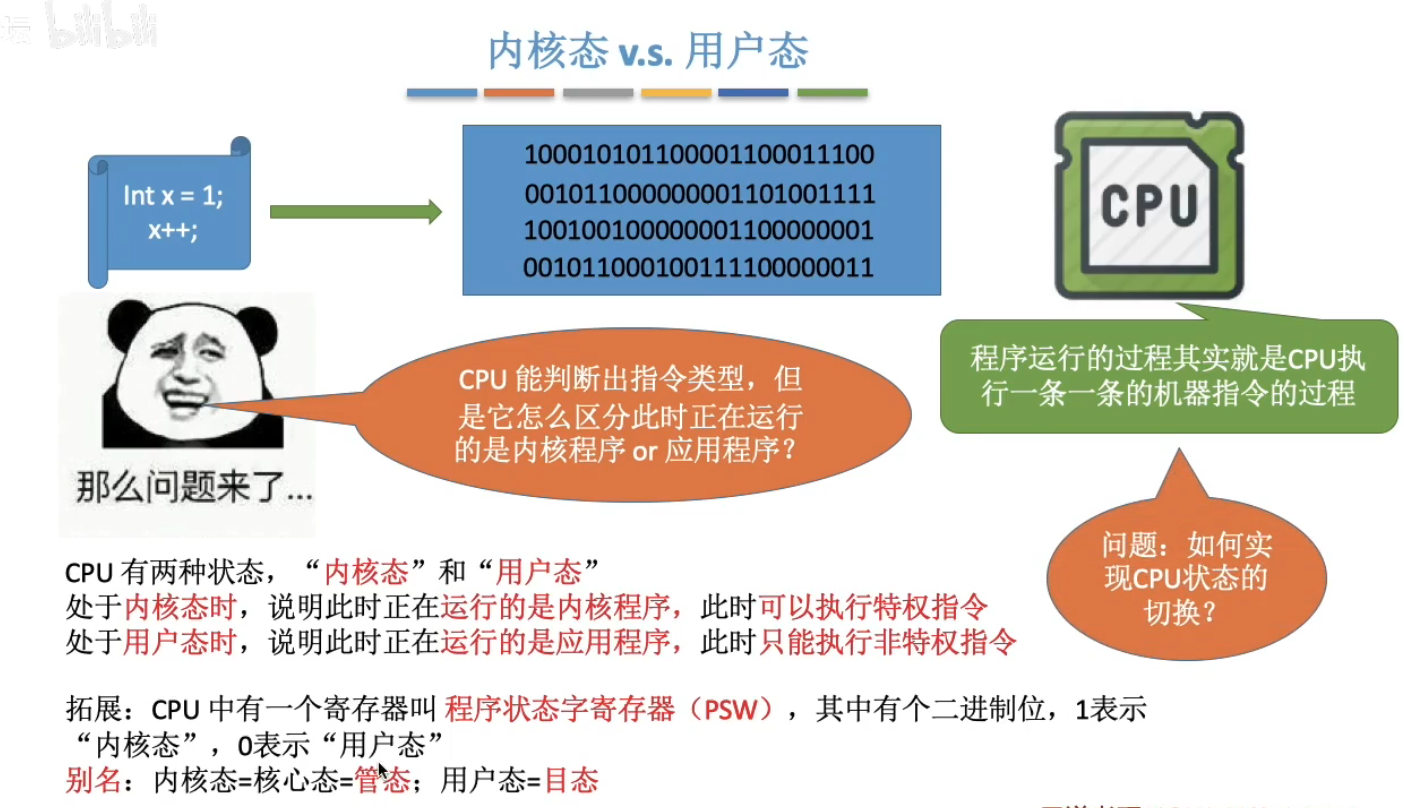 bilibili
内核态 v.s. 用户态
Int x = 1;
x++;
100010101100001100011100
001011000000001101001111
100100100000001100000001
001011000100111100000011
CPU
程序运行的过程其实就是CPU执
行一条一条的机器指令的过程
CPU 能判断出指令类型，但
是它怎么区分此时正在运行
的是内核程序 or 应用程序？
那么问题来了...
问题：如何实
现CPU状态的
切换？
CPU 有两种状态，“内核态”和“用户态”
处于内核态时，说明此时正在运行的是内核程序，此时可以执行特权指令
处于用户态时，说明此时正在运行的是应用程序，此时只能执行非特权指令
拓展：CPU 中有一个寄存器叫 程序状态字寄存器（PSW），其中有个二进制位，1表示
“内核态”，0表示“用户态”
别名：内核态=核心态=管态；用户态=目态